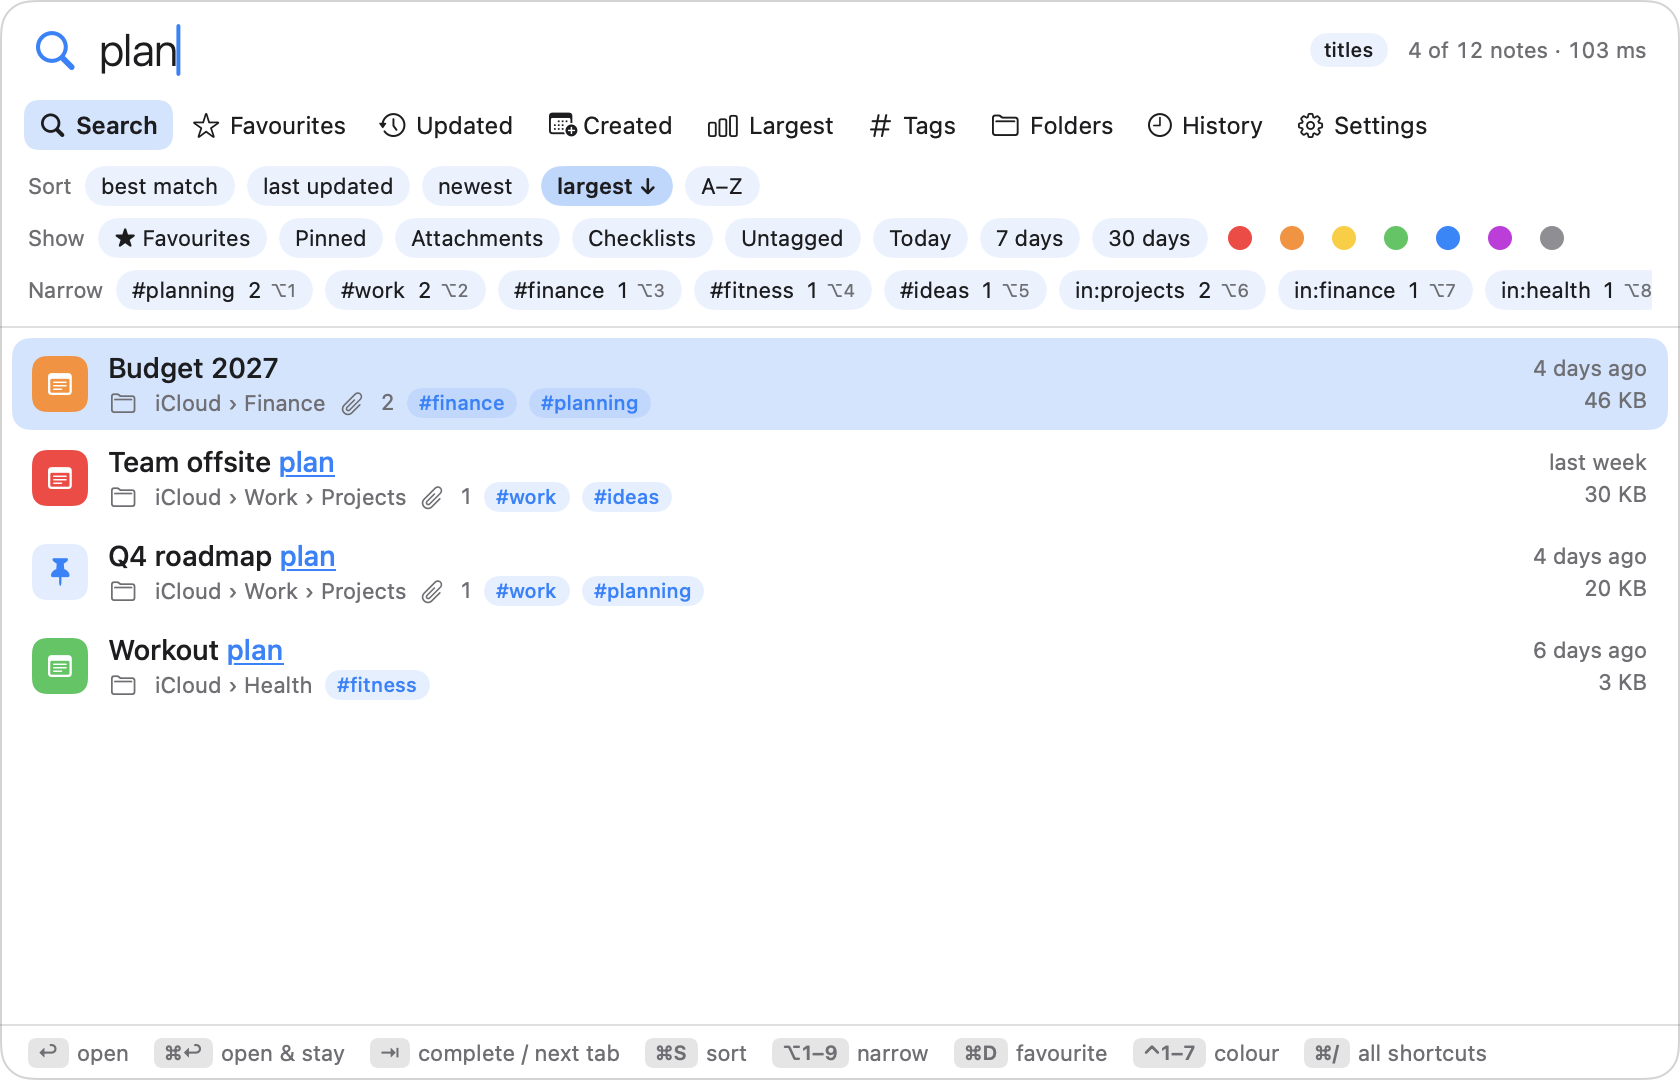 plan
titles 4 of 12 notes · 103 ms
Search Favourites Updated Created Largest # Tags Folders History Settings
Sort best match last updated newest largest ↓ A–Z
Show ★ Favourites Pinned Attachments Checklists Untagged Today 7 days 30 days
Narrow #planning 2 ⌥1 #work 2 ⌥2 #finance 1 ⌥3 #fitness 1 ⌥4 #ideas 1 ⌥5 in:projects 2 ⌥6 in:finance 1 ⌥7 in:health 1 ⌥8
Budget 2027
4 days ago
iCloud › Finance 2 #finance #planning
46 KB
Team offsite plan
last week
iCloud › Work › Projects 1 #work #ideas
30 KB
Q4 roadmap plan
4 days ago
iCloud › Work › Projects 1 #work #planning
20 KB
Workout plan
6 days ago
iCloud › Health #fitness
3 KB
↩ open ⌘↩ open & stay ⇥ complete / next tab ⌘S sort ⌥1–9 narrow ⌘D favourite ^1–7 colour ⌘/ all shortcuts